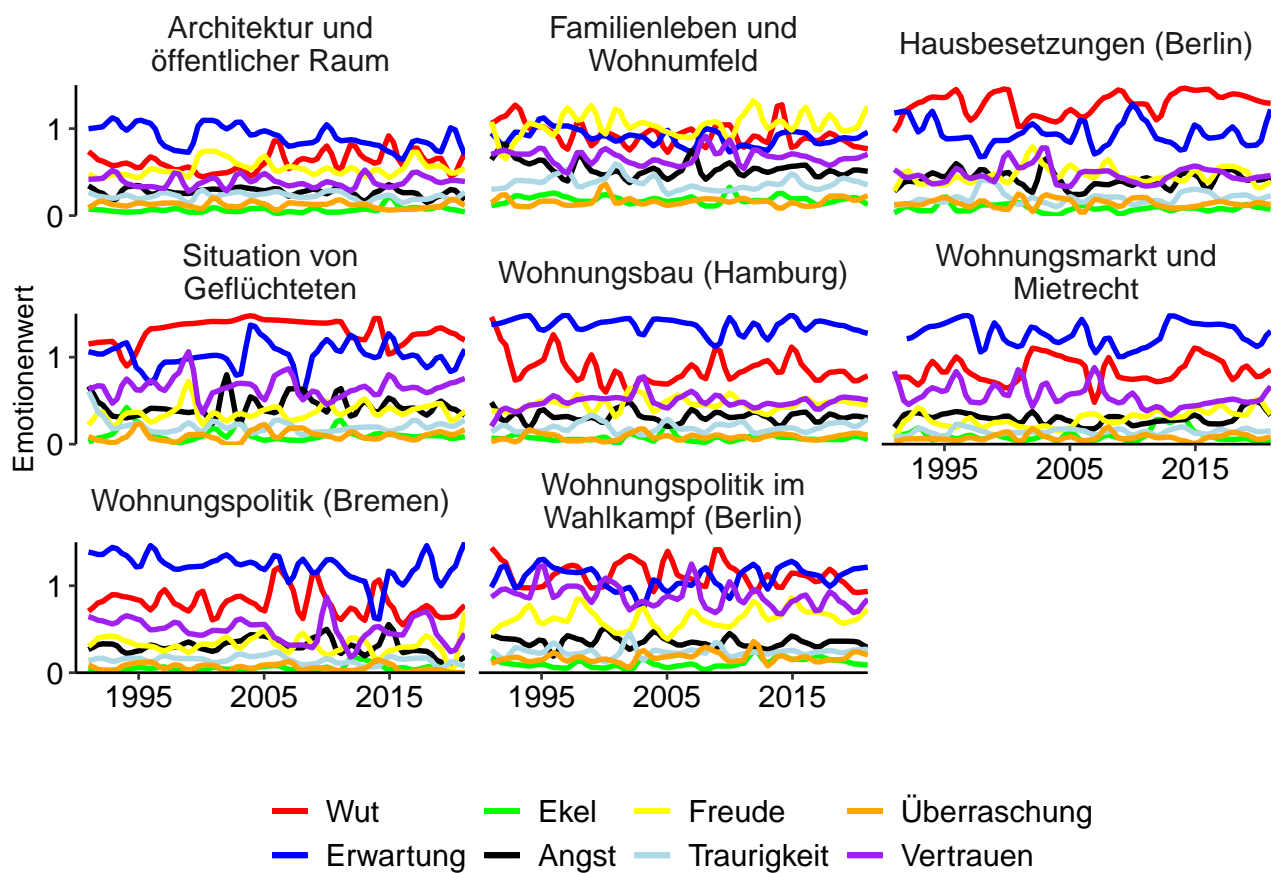 Architektur und
öffentlicher Raum
Familienleben und
Wohnumfeld
Hausbesetzungen (Berlin)
1
0
Situation von
Geflüchteten
Wohnungsbau (Hamburg)
Wohnungsmarkt und
Mietrecht
Emotionenwert
1
0
1995 2005 2015
Wohnungspolitik (Bremen)
Wohnungspolitik im
Wahlkampf (Berlin)
1
0
1995 2005 2015
1995 2005 2015
Wut Ekel Freude Überraschung
Erwartung Angst Traurigkeit Vertrauen